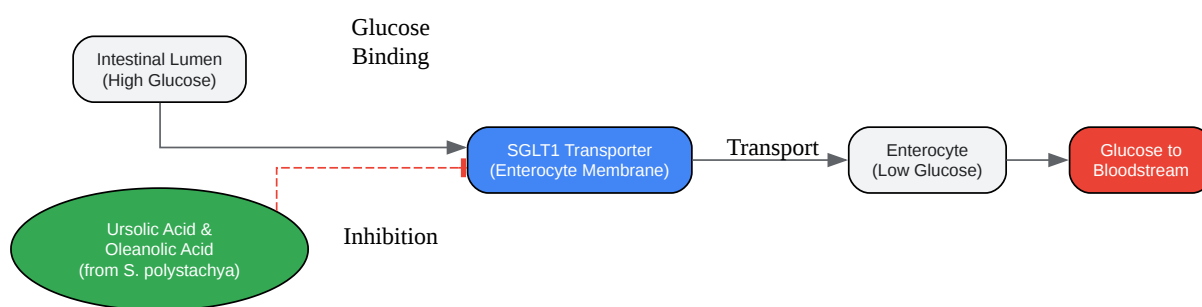 Glucose
Binding
Intestinal Lumen
(High Glucose)
SGLT1 Transporter
(Enterocyte Membrane)
Transport
Enterocyte
(Low Glucose)
Glucose to
Bloodstream
Ursolic Acid &
Oleanolic Acid
(from S. polystachya)
Inhibition